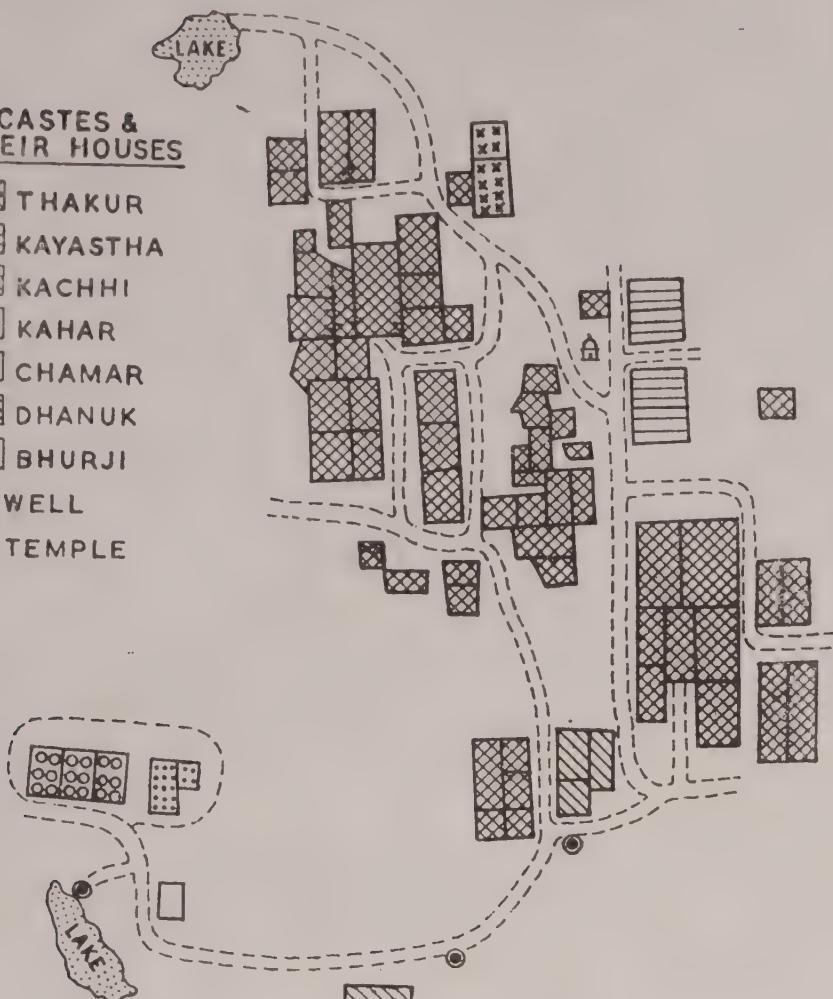 LAKE
CASTES &
EIR HOUSES
THAKUR
KAYASTHA
KACHHI
KAHAR
CHAMAR
DHANUK
BHURJI
WELL
TEMPLE
LAKE